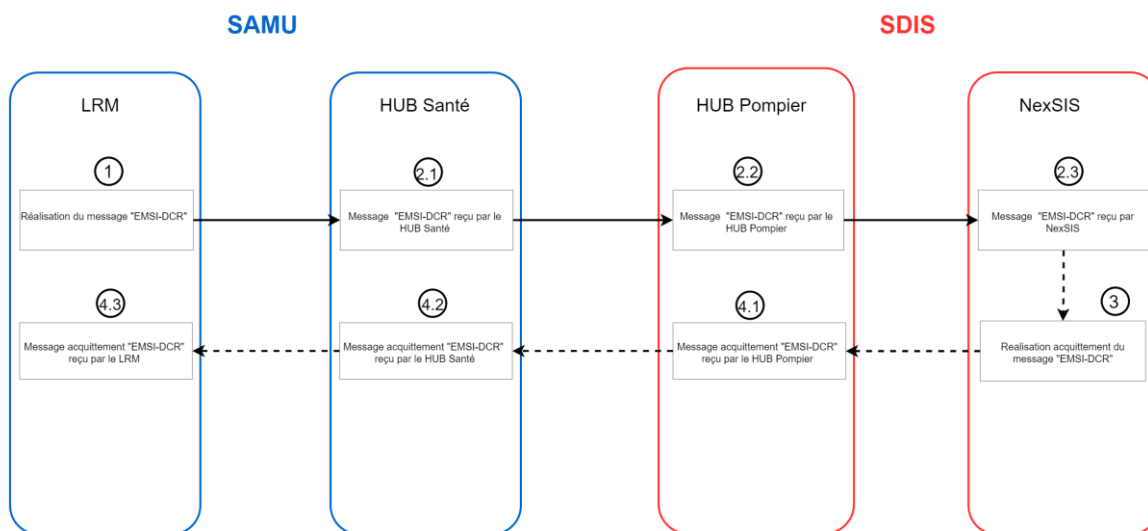 SAMU
SDIS
LRM
HUB Santé
HUB Pompier
NexSIS
1
2.1
2.2
2.3
Réalisation du message "EMSI-DCR"
Message "EMSI-DCR" reçu par le
HUB Santé
Message "EMSI-DCR" reçu par le
HUB Pompier
Message "EMSI-DCR" reçu par
NexSIS
4.3
4.2
4.1
3
Message acquittement "EMSI-DCR"
reçu par le LRM
Message acquittement "EMSI-DCR"
reçu par le HUB Santé
Message acquittement "EMSI-DCR"
reçu par le HUB Pompier
Realisation acquittement du
message "EMSI-DCR"